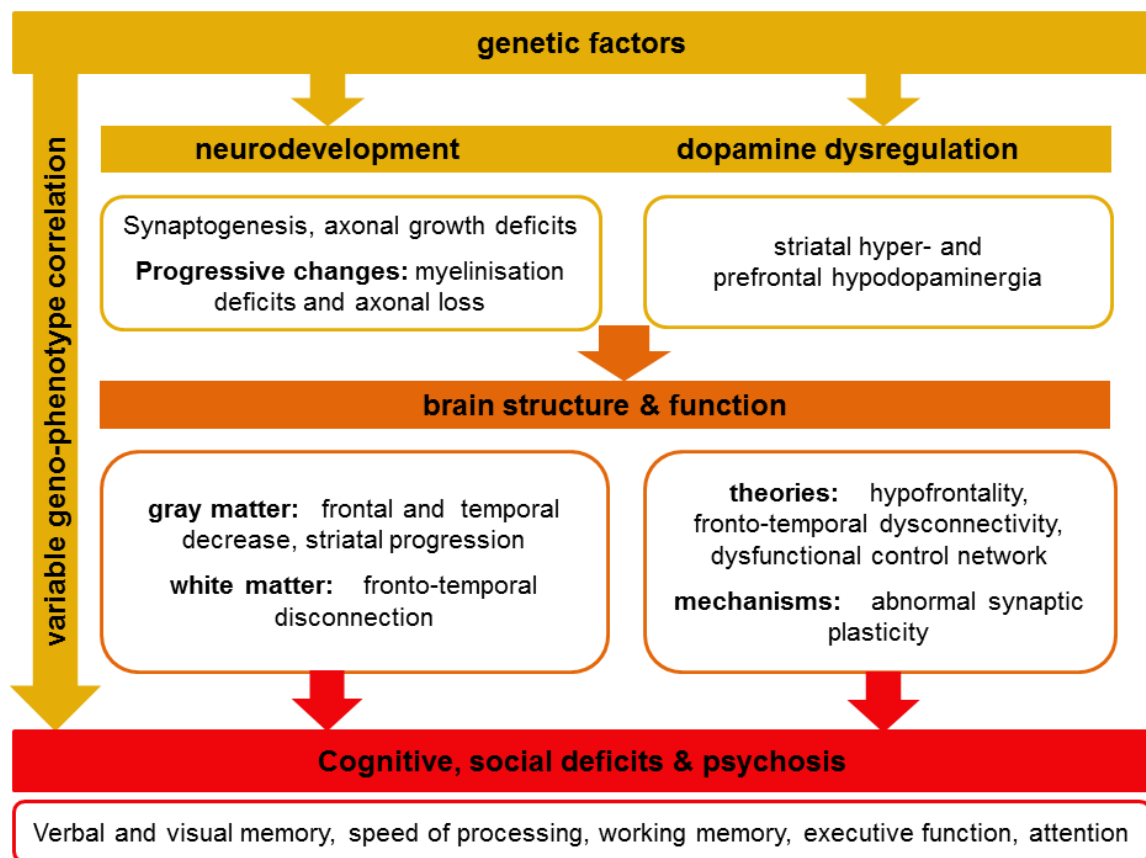 genetic factors
variable geno-phenotype correlation
neurodevelopment
dopamine dysregulation
Synaptogenesis, axonal growth deficits
Progressive changes: myelinisation
deficits and axonal loss
striatal hyper- and
prefrontal hypodopaminergia
brain structure & function
gray matter: frontal and temporal
decrease, striatal progression
white matter: fronto-temporal
disconnection
theories: hypofrontality,
fronto-temporal dysconnectivity,
dysfunctional control network
mechanisms: abnormal synaptic
plasticity
Cognitive, social deficits & psychosis
Verbal and visual memory, speed of processing, working memory, executive function, attention